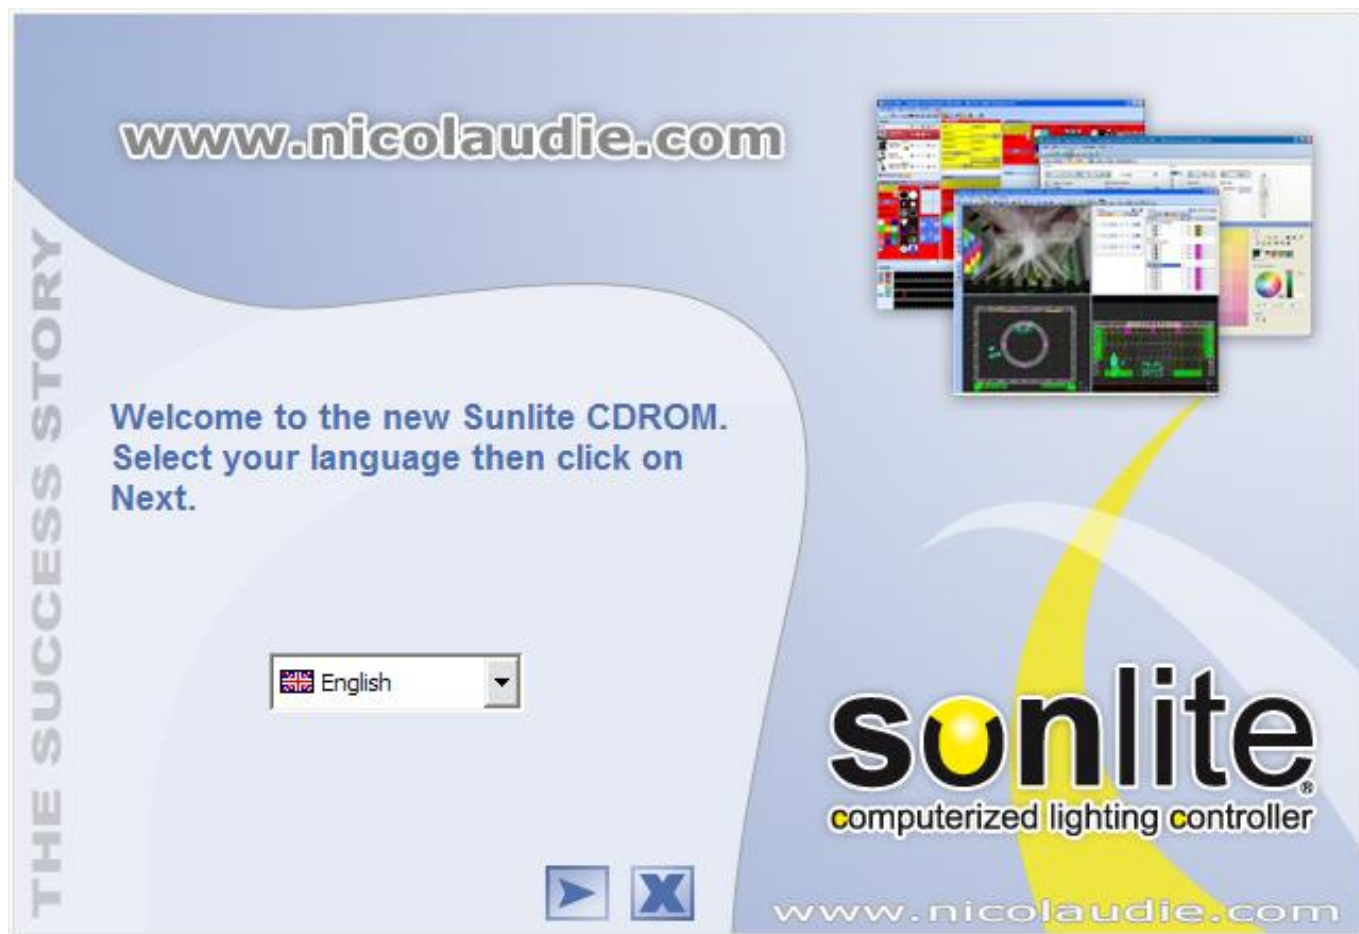 www.nicolaudie.com
THE SUCCESS STORY
Welcome to the new Sunlite CDROM.
Select your language then click on
Next.
English
sunlite®
computerized lighting controller
www.nicolaudie.com